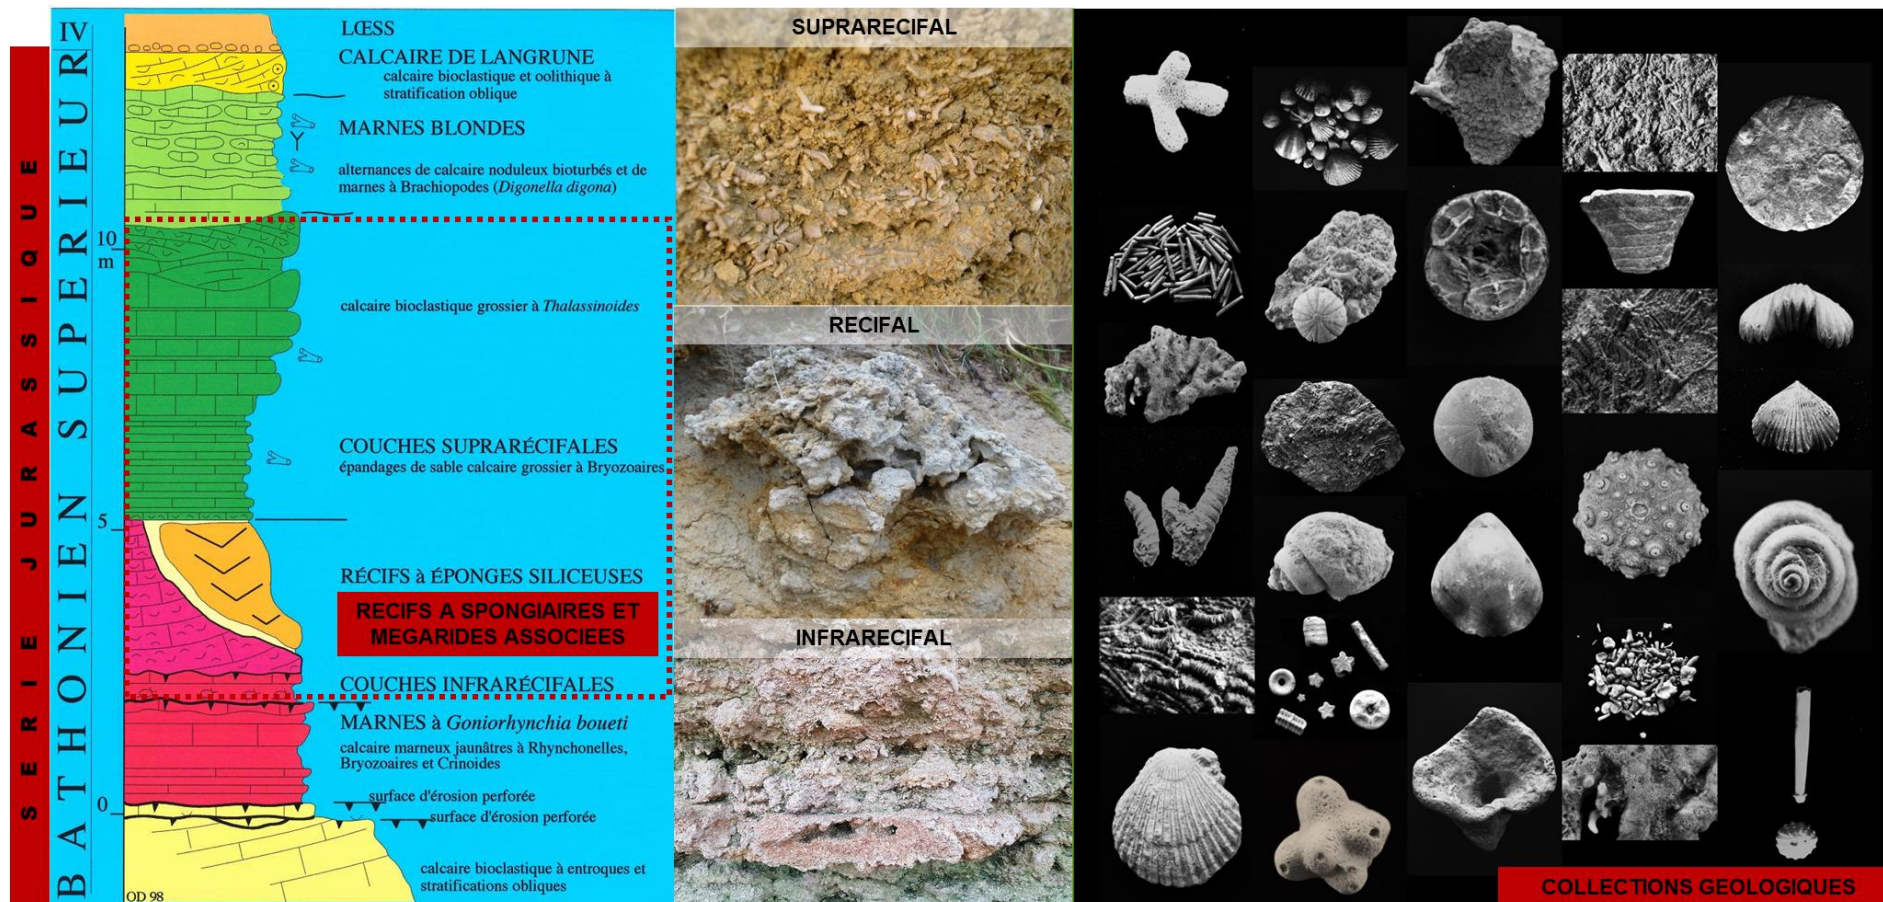 SERIE JURASSIQUE
BATHONIEN SUPERIEUR
IV
LŒSS
CALCAIRE DE LANGRUNE
calcaire bioclastique et oolithique à
stratification oblique
MARNES BLONDES
alternances de calcaire noduleux bioturbés et de
marnes à Brachiopodes (Digonella digona)
10
m
calcaire bioclastique grossier à Thalassinoides
COUCHES SUPRARÉCIFALES
épandages de sable calcaire grossier à Bryozoaires
5
RÉCIFS à ÉPONGES SILICEUSES
RECIFS A SPONGIAIRES ET
MEGARIDES ASSOCIEES
COUCHES INFRARÉCIFALES
MARNES à Goniorhynchia boueti
calcaire marneux jaunâtres à Rhynchonelles,
Bryozoaires et Crinoides
0
surface d'érosion perforée
surface d'érosion perforée
calcaire bioclastique à entroques et
stratifications obliques
OD 98
SUPRARECIFAL
RECIFAL
INFRARECIFAL
COLLECTIONS GEOLOGIQUES